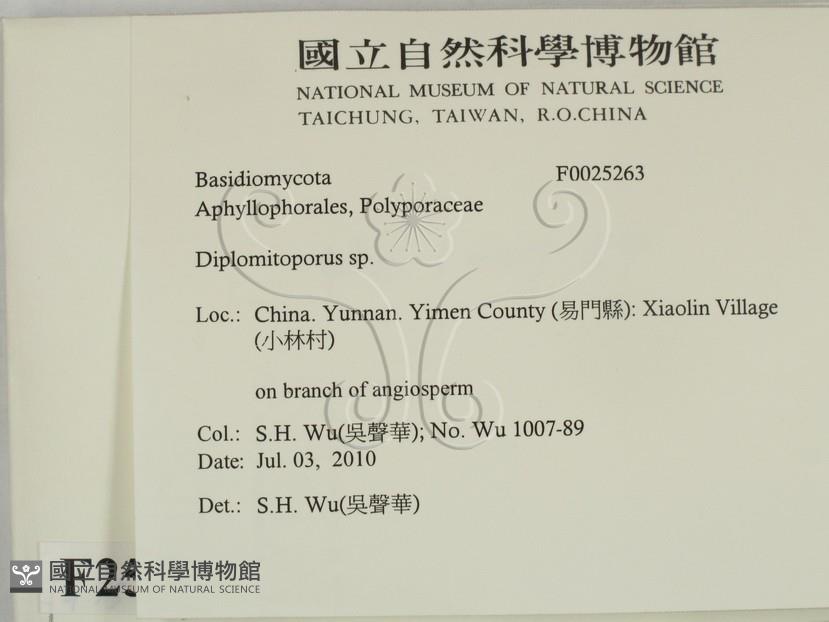 國立自然科學博物館
NATIONAL MUSEUM OF NATURAL SCIENCE
TAICHUNG, TAIWAN, R.O.CHINA
Basidiomycota F0025263
Aphyllophorales, Polyporaceae
Diplomitoporus sp.
Loc.: China. Yunnan. Yimen County (易門縣): Xiaolin Village
(小林村)
on branch of angiosperm
Col.: S.H. Wu(吳聲華); No. Wu 1007-89
Date: Jul. 03, 2010
Det.: S.H. Wu(吳聲華)
國立自然科學博物館
NATIONAL MUSEUM OF NATURAL SCIENCE